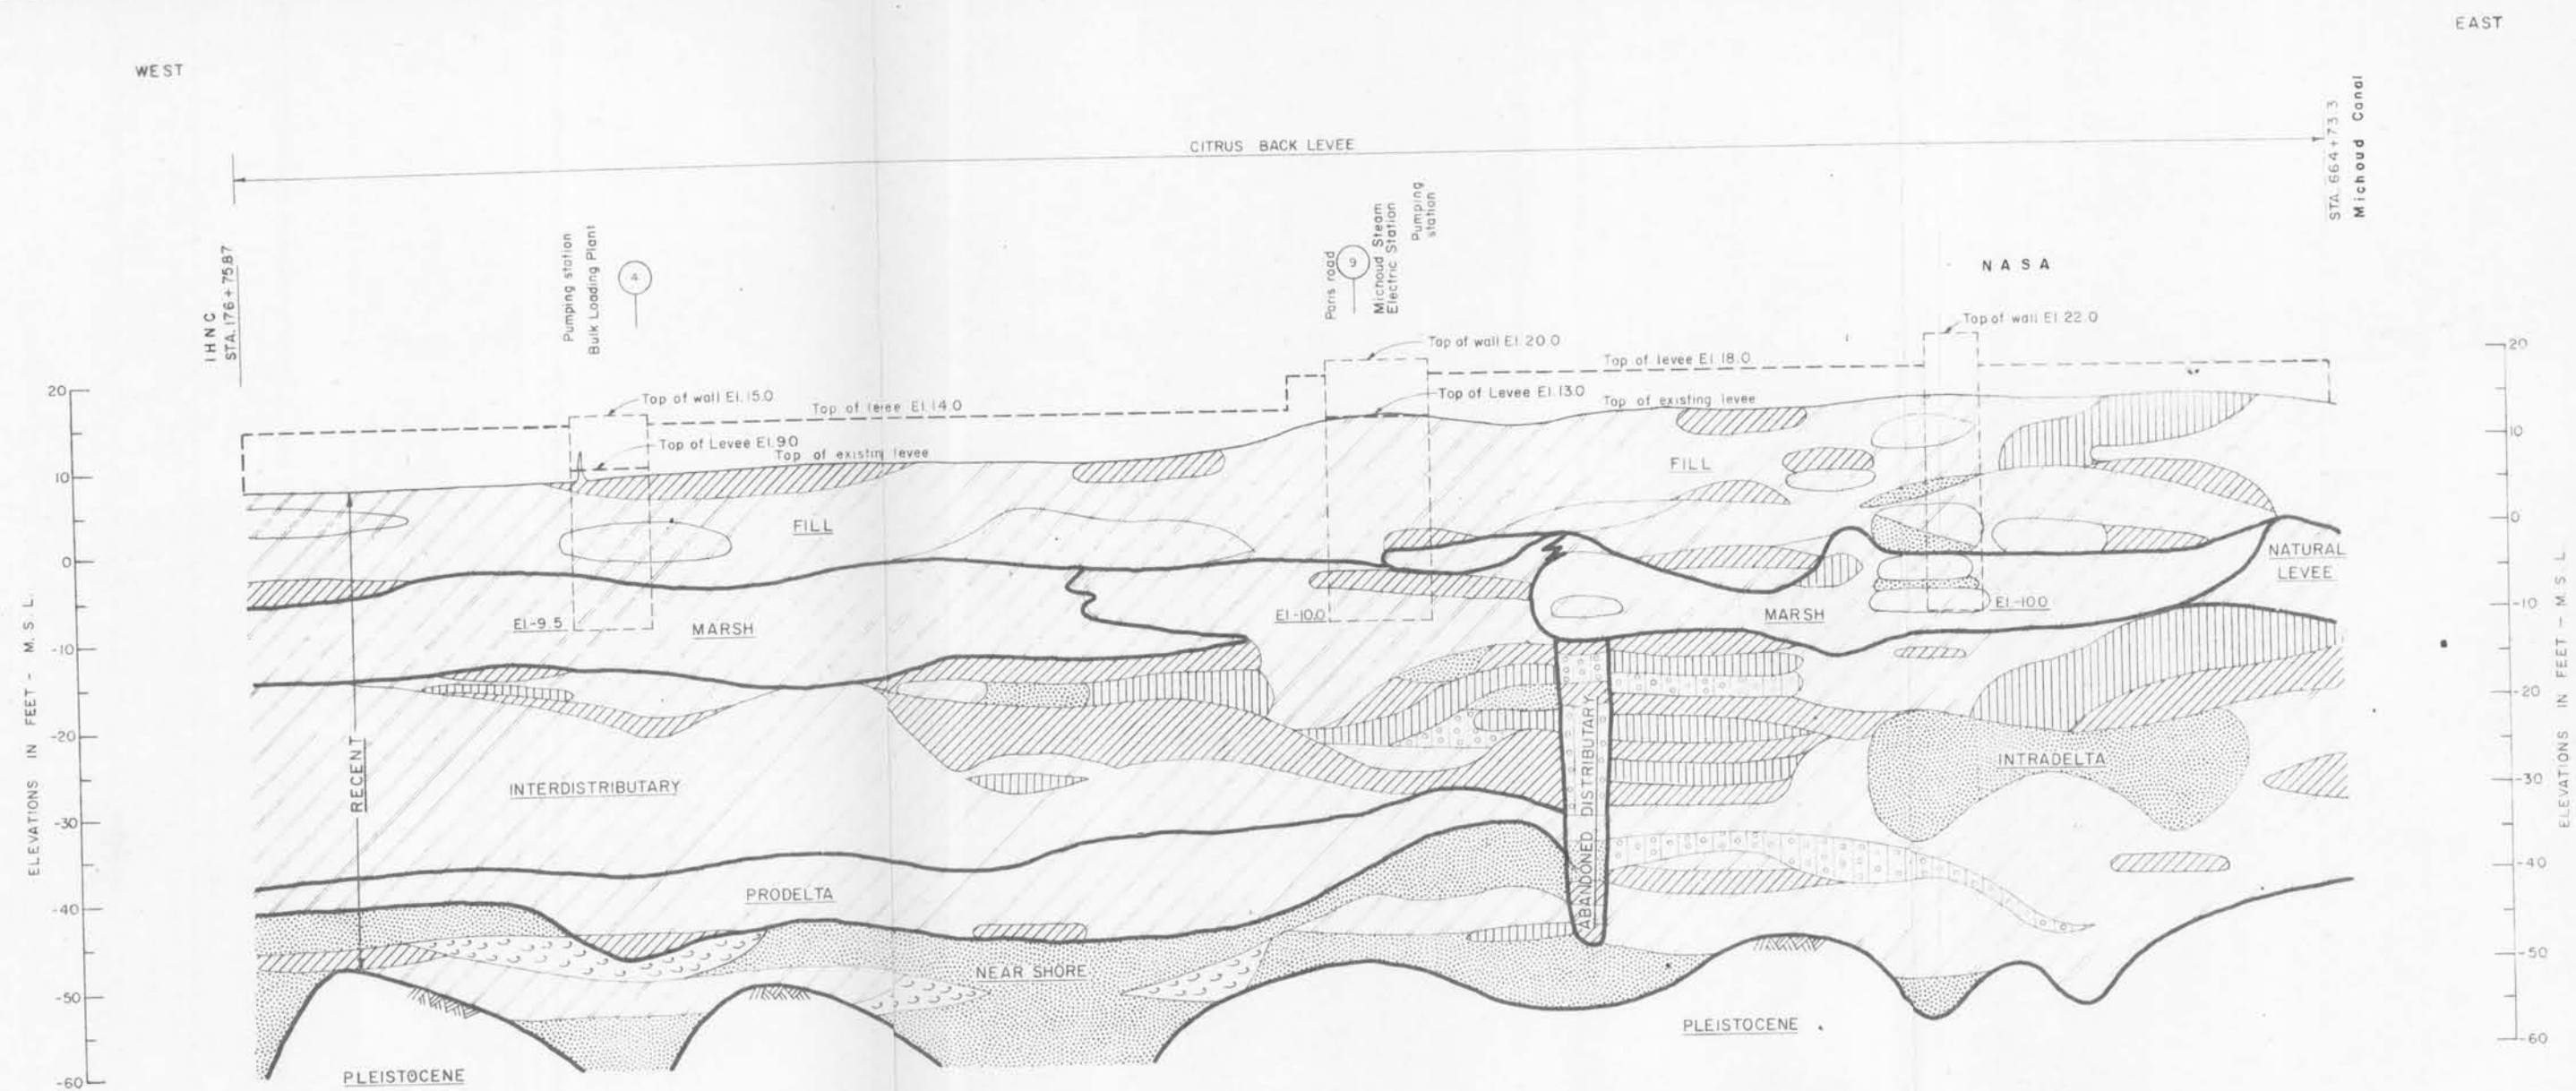 EAST
WEST
CITRUS BACK LEVEE
STA. 664+73.3
Michoud Canal
IHNC
STA. 176+75.87
Pumping station
Bulk Loading Plant
4
Paris road
9
Michoud Steam
Electric Station
Pumping
station
NASA
Top of wall El. 22.0
Top of wall El. 20.0
Top of levee El. 18.0
Top of wall El. 15.0
Top of levee El. 14.0
Top of Levee El. 13.0
Top of existing levee
Top of Levee El. 9.0
Top of existing levee
FILL
FILL
NATURAL
LEVEE
El.-9.5
MARSH
El.-10.0
MARSH
El.-10.0
RECENT
INTERDISTRIBUTARY
ABANDONED DISTRIBUTARY
INTRADELTA
PRODELTA
NEAR SHORE
PLEISTOCENE
PLEISTOCENE
ELEVATIONS IN FEET - M. S. L.
20
10
0
-10
-20
-30
-40
-50
-60
ELEVATIONS IN FEET - M. S. L.
20
10
0
-10
-20
-30
-40
-50
-60